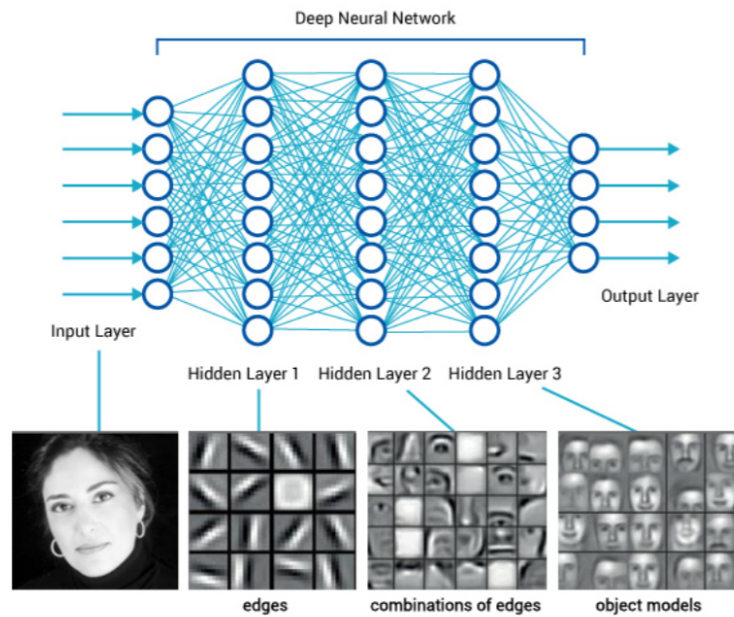 Deep Neural Network
Input Layer
Output Layer
Hidden Layer 1
Hidden Layer 2
Hidden Layer 3
edges
combinations of edges
object models